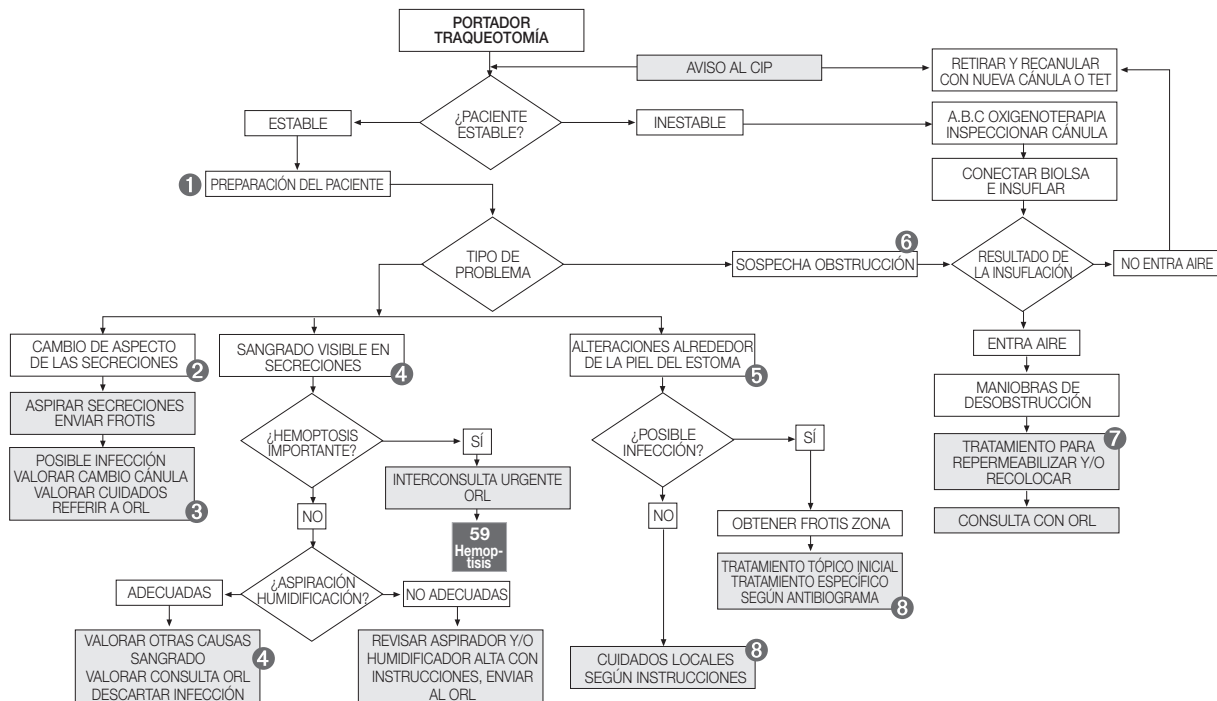 PORTADOR
TRAQUEOTOMÍA
AVISO AL CIP
RETIRAR Y RECANULAR
CON NUEVA CÁNULA O TET
¿PACIENTE
ESTABLE?
ESTABLE
INESTABLE
A.B.C OXIGENOTERAPIA
INSPECCIONAR CÁNULA
1
PREPARACIÓN DEL PACIENTE
CONECTAR BIOLSA
E INSUFLAR
TIPO DE
PROBLEMA
6
SOSPECHA OBSTRUCCIÓN
RESULTADO DE
LA INSUFLACIÓN
NO ENTRA AIRE
CAMBIO DE ASPECTO
DE LAS SECRECIONES
2
SANGRADO VISIBLE EN
SECRECIONES
4
ALTERACIONES ALREDEDOR
DE LA PIEL DEL ESTOMA
5
ENTRA AIRE
ASPIRAR SECRECIONES
ENVIAR FROTIS
MANIOBRAS DE
DESOBSTRUCCIÓN
¿HEMOPTOSIS
IMPORTANTE?
SÍ
¿POSIBLE
INFECCIÓN?
SÍ
POSIBLE INFECCIÓN
VALORAR CAMBIO CÁNULA
VALORAR CUIDADOS
REFERIR A ORL
3
INTERCONSULTA URGENTE
ORL
TRATAMIENTO PARA
REPERMEABILIZAR Y/O
RECOLOCAR
7
NO
NO
OBTENER FROTIS ZONA
CONSULTA CON ORL
59
Hemop-
tisis
¿ASPIRACIÓN
HUMIDIFICACIÓN?
ADECUADAS
NO ADECUADAS
TRATAMIENTO TÓPICO INICIAL
TRATAMIENTO ESPECÍFICO
SEGÚN ANTIBIOGRAMA
8
VALORAR OTRAS CAUSAS
SANGRADO
VALORAR CONSULTA ORL
DESCARTAR INFECCIÓN
4
REVISAR ASPIRADOR Y/O
HUMIDIFICADOR ALTA CON
INSTRUCCIONES, ENVIAR
AL ORL
CUIDADOS LOCALES
SEGÚN INSTRUCCIONES
8